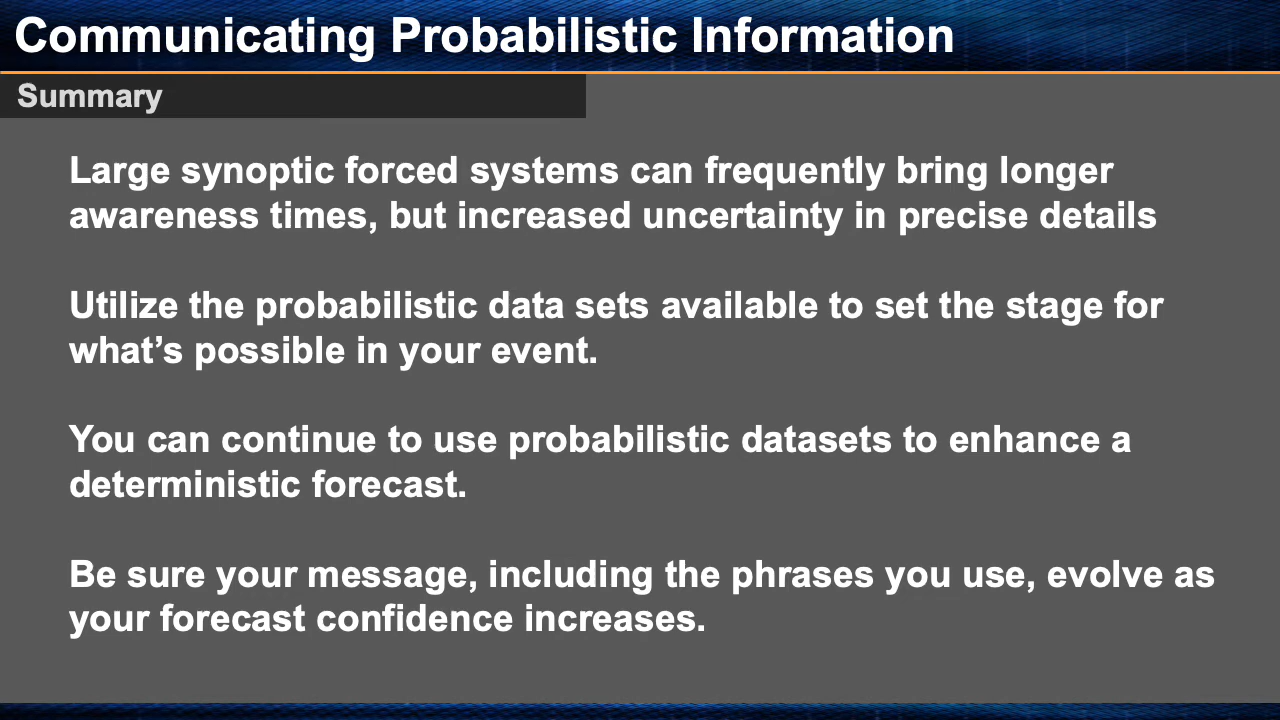 Communicating Probabilistic Information
Summary
Large synoptic forced systems can frequently bring longer
awareness times, but increased uncertainty in precise details
Utilize the probabilistic data sets available to set the stage for
what’s possible in your event.
You can continue to use probabilistic datasets to enhance a
deterministic forecast.
Be sure your message, including the phrases you use, evolve as
your forecast confidence increases.